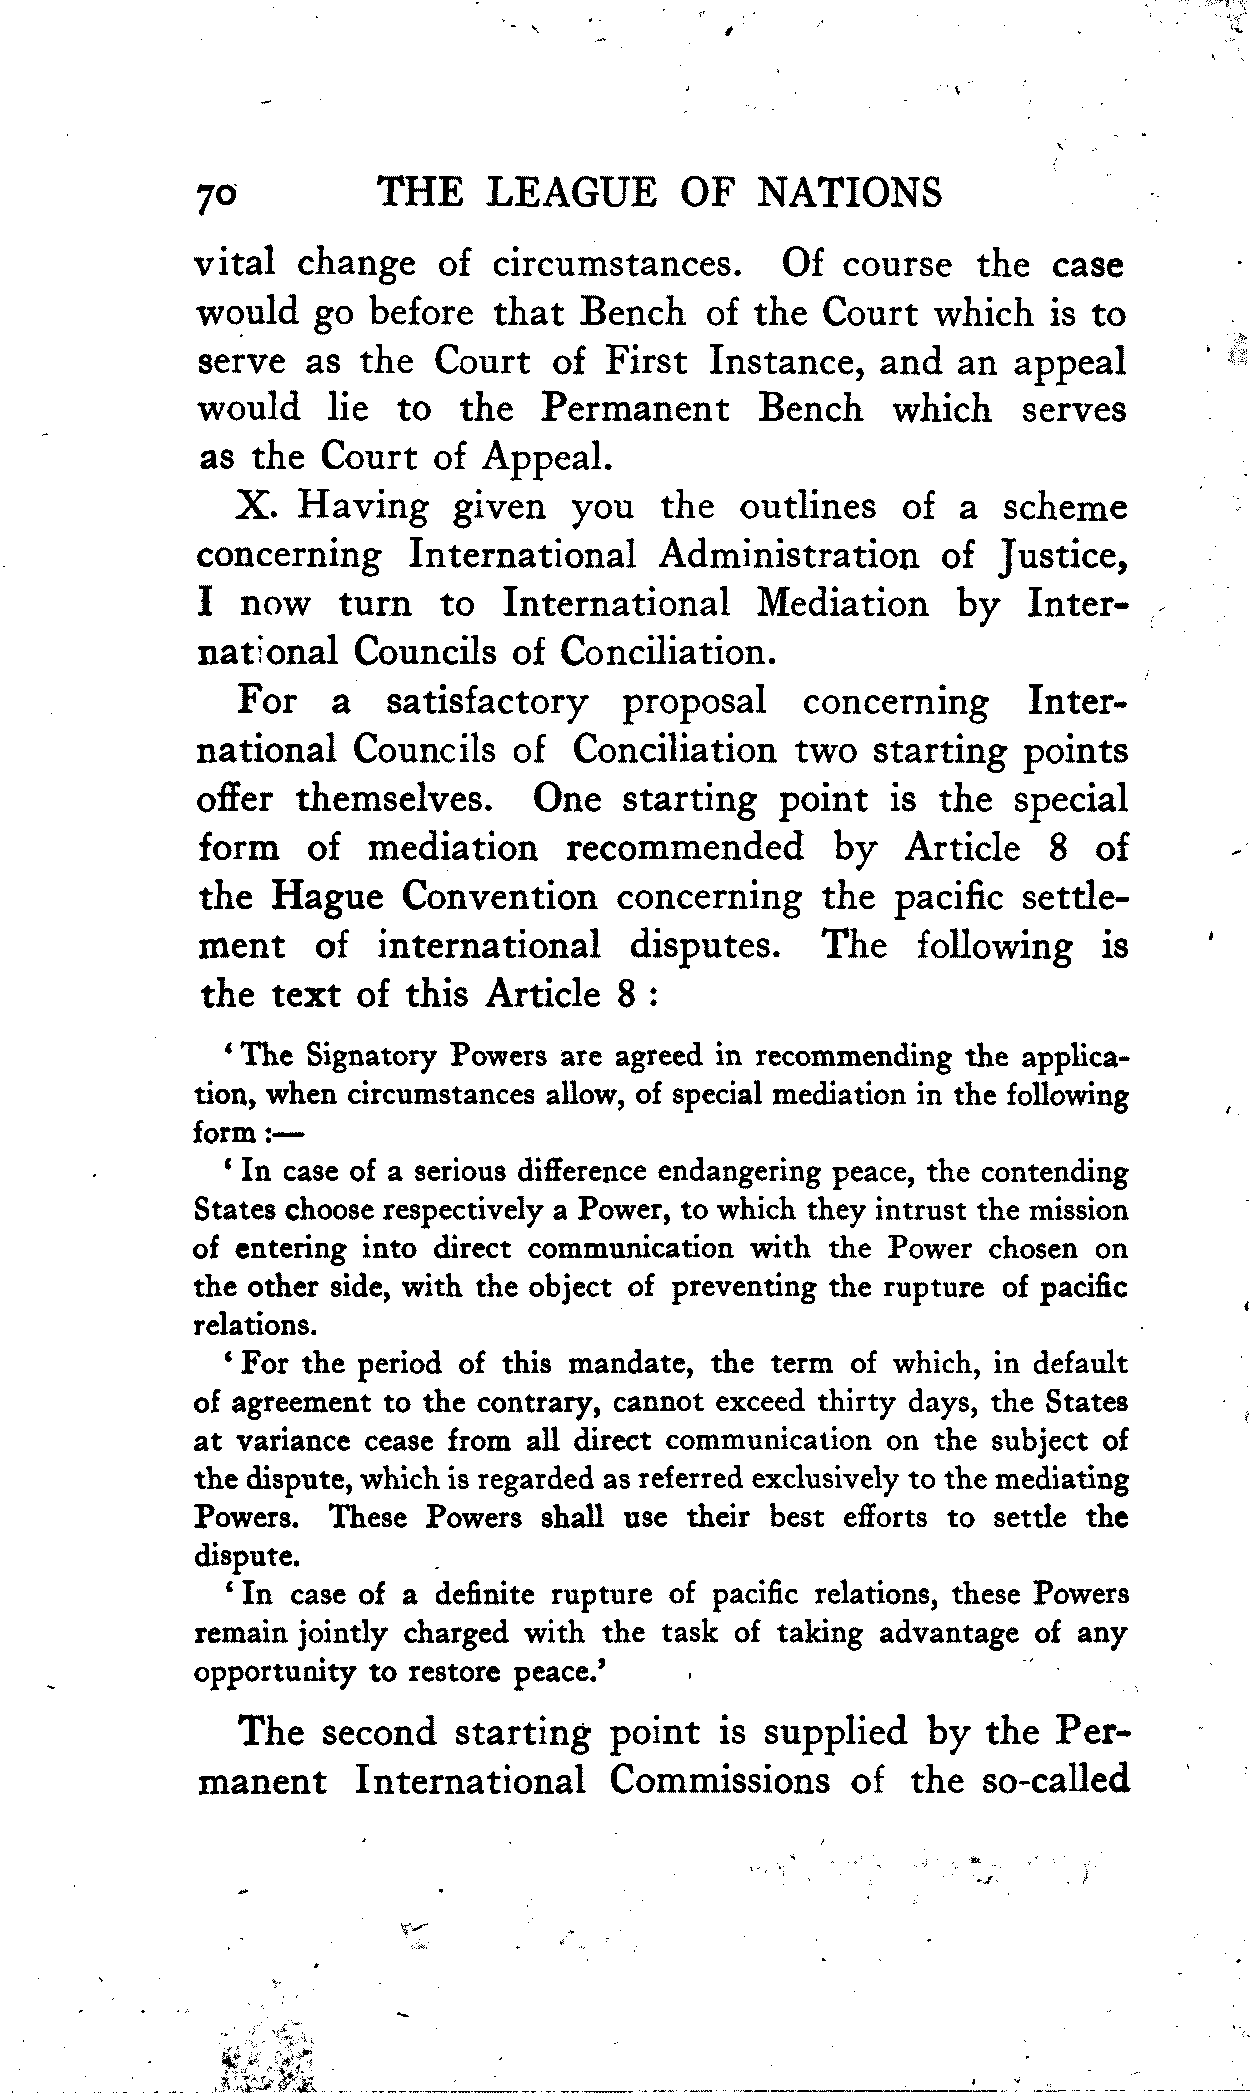 70 THE LEAGUE OF NATIONS
vital change of circumstances. Of course the case
would go before that Bench of the Court which is to
serve as the Court of First Instance, and an appeal
would lie to the Permanent Bench which serves
as the Court of Appeal.
X. Having given you the outlines of a scheme
concerning International Administration of Justice,
I now turn to International Mediation by Inter-
national Councils of Conciliation.
For a satisfactory proposal concerning Inter-
national Councils of Conciliation two starting points
offer themselves. One starting point is the special
form of mediation recommended by Article 8 of
the Hague Convention concerning the pacific settle-
ment of international disputes. The following is
the text of this Article 8 :
‘The Signatory Powers are agreed in recommending the applica-
tion, when circumstances allow, of special mediation in the following
form :—
‘In case of a serious difference endangering peace, the contending
States choose respectively a Power, to which they intrust the mission
of entering into direct communication with the Power chosen on
the other side, with the object of preventing the rupture of pacific
relations.
‘For the period of this mandate, the term of which, in default
of agreement to the contrary, cannot exceed thirty days, the States
at variance cease from all direct communication on the subject of
the dispute, which is regarded as referred exclusively to the mediating
Powers. These Powers shall use their best efforts to settle the
dispute.
‘In case of a definite rupture of pacific relations, these Powers
remain jointly charged with the task of taking advantage of any
opportunity to restore peace.’
The second starting point is supplied by the Per-
manent International Commissions of the so-called